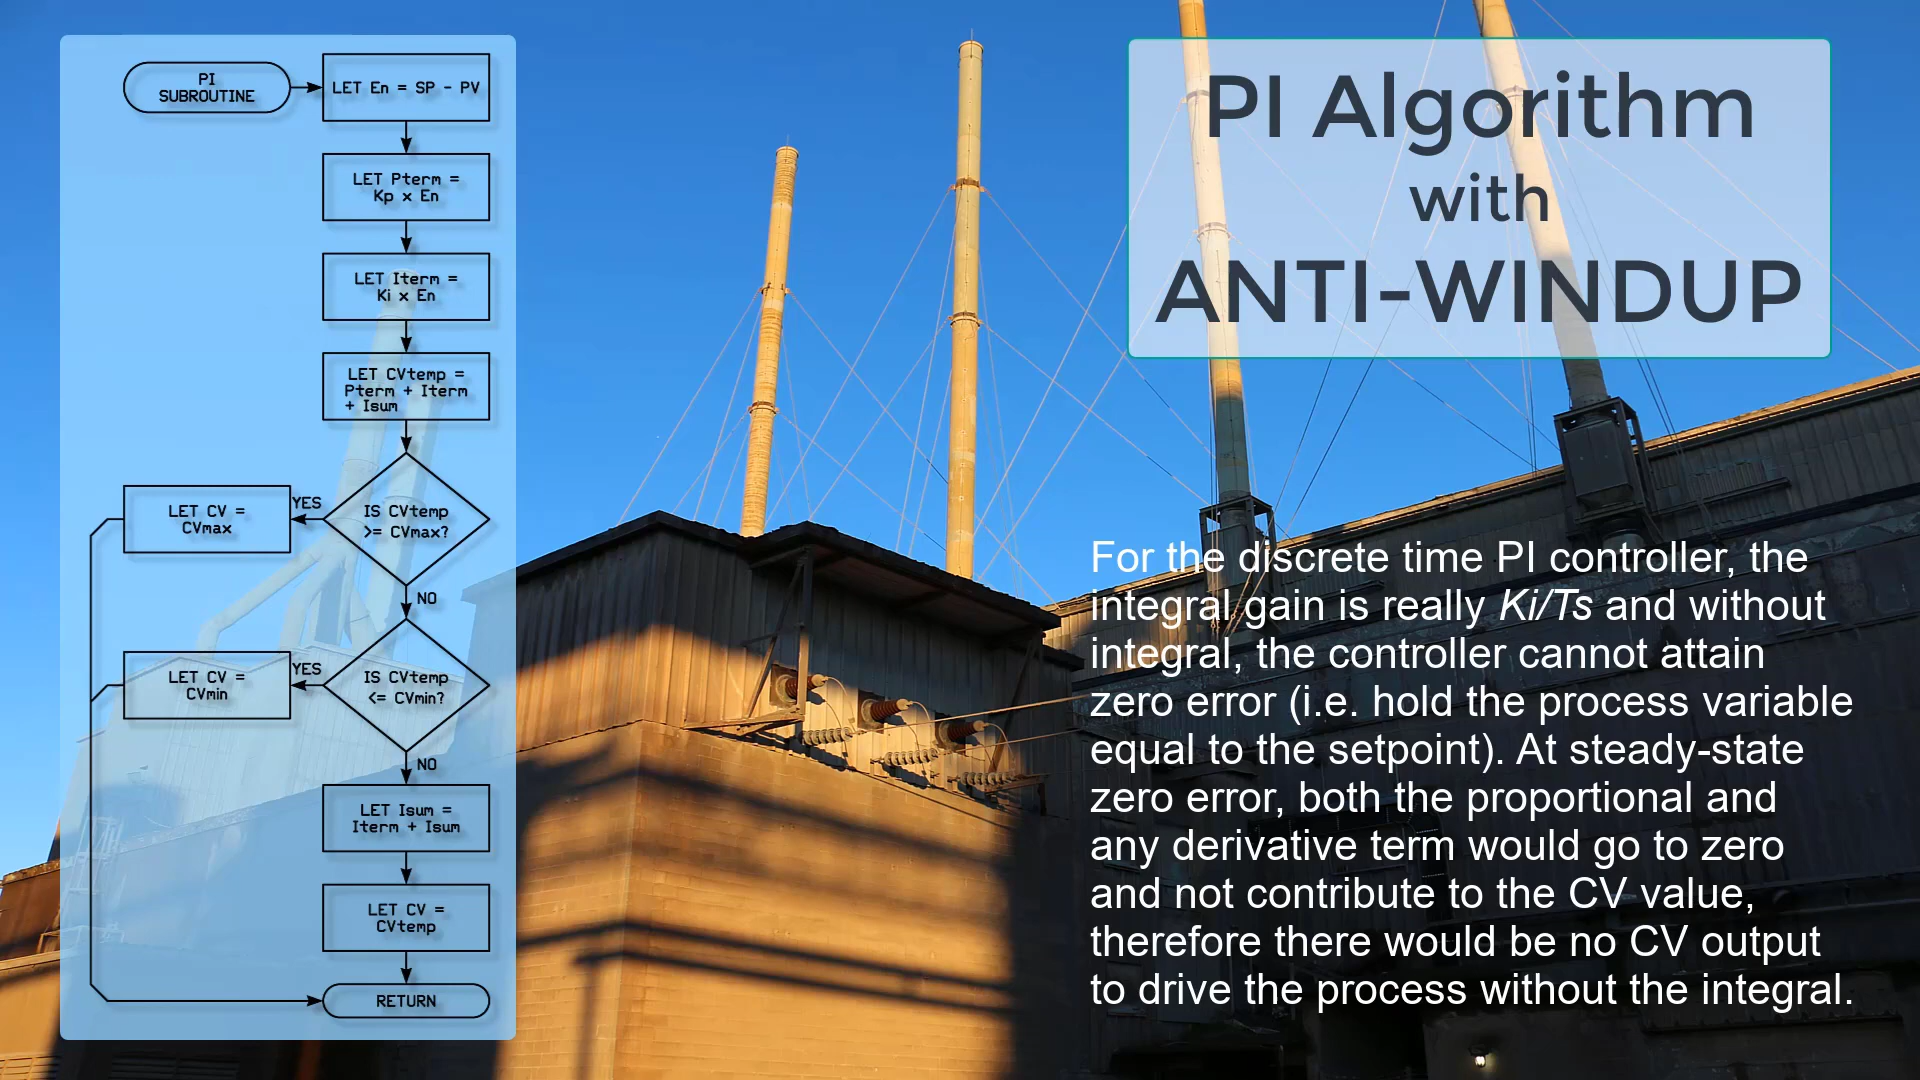 PI
SUBROUTINE
LET En = SP - PV
LET Pterm =
Kp x En
LET Iterm =
Ki x En
LET CVtemp =
Pterm + Iterm
+ Isum
IS CVtemp
>= CVmax?
YES
LET CV =
CVmax
NO
IS CVtemp
<= CVmin?
YES
LET CV =
CVmin
NO
LET Isum =
Iterm + Isum
LET CV =
CVtemp
RETURN
PI Algorithm
with
ANTI-WINDUP
For the discrete time PI controller, the
integral gain is really Ki/Ts and without
integral, the controller cannot attain
zero error (i.e. hold the process variable
equal to the setpoint). At steady-state
zero error, both the proportional and
any derivative term would go to zero
and not contribute to the CV value,
therefore there would be no CV output
to drive the process without the integral.